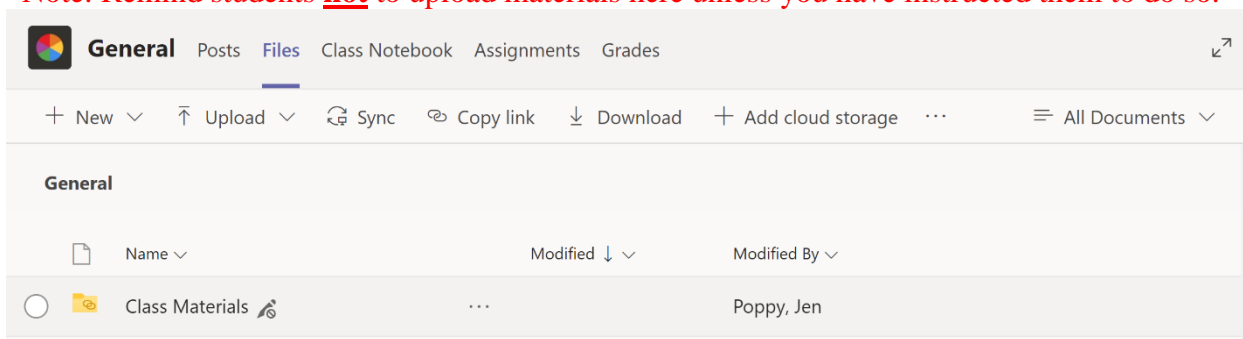 Note: Remind students not to upload materials here unless you have instructed them to do so.
General Posts Files Class Notebook Assignments Grades
New Upload Sync Copy link Download Add cloud storage ... All Documents
General
Name Modified Modified By
Class Materials ... Poppy, Jen